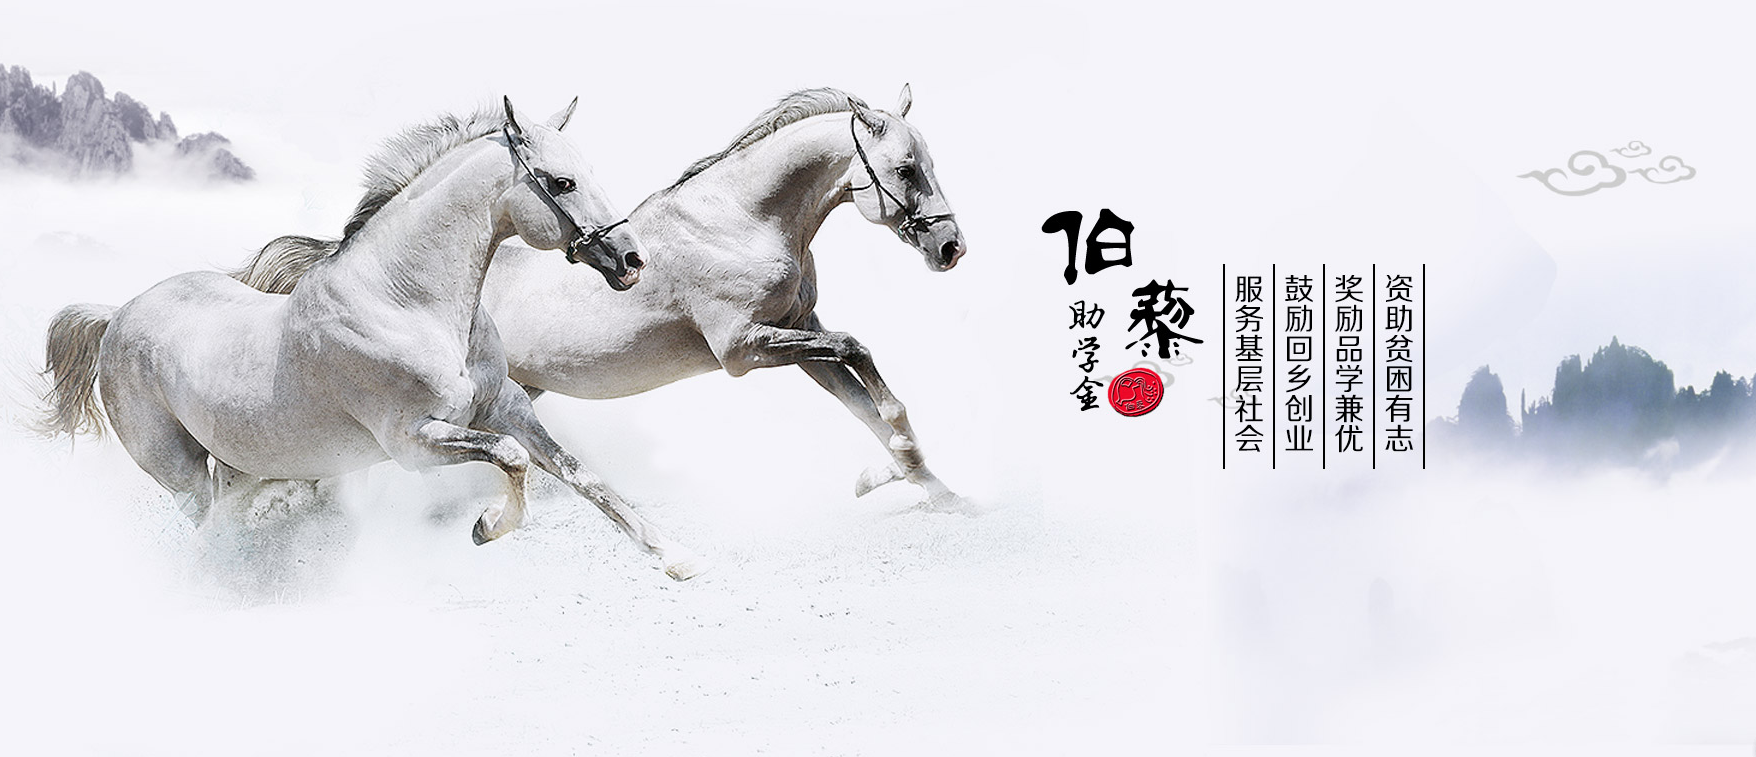 伯黎
助学金
资助贫困有志
奖励品学兼优
鼓励回乡创业
服务基层社会